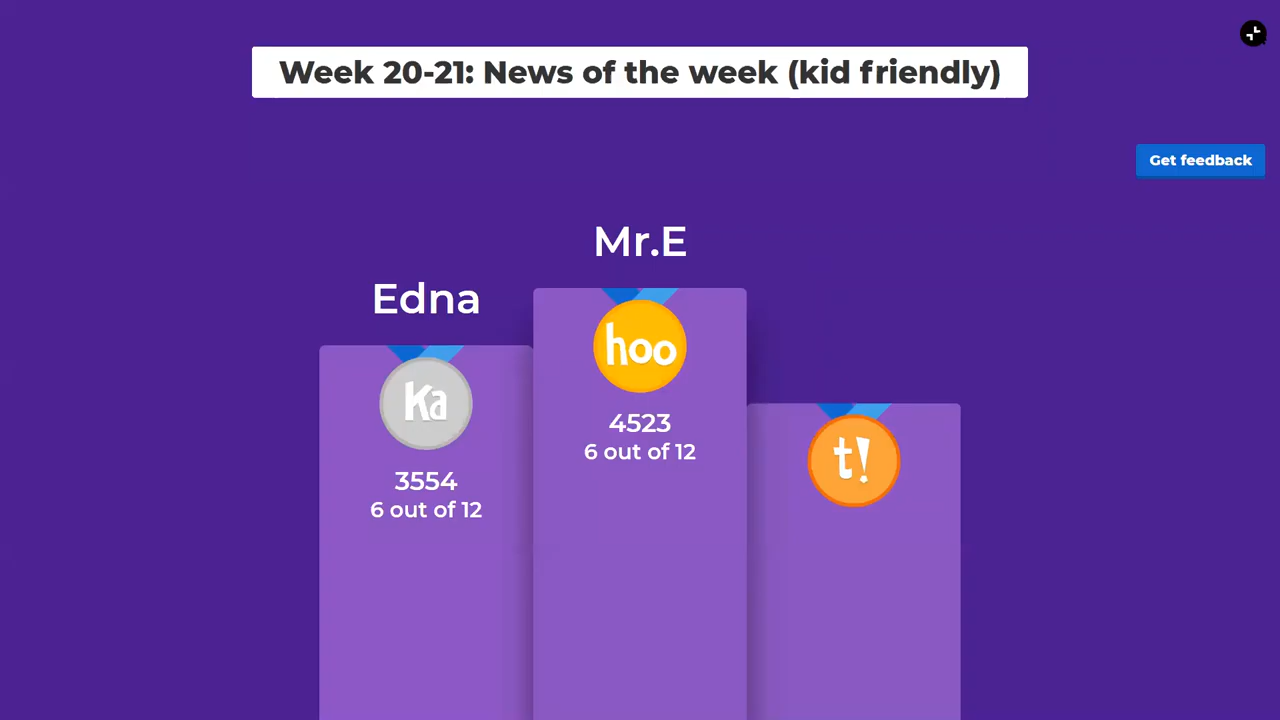 Week 20-21: News of the week (kid friendly)
Get feedback
Mr.E
Edna
hoo
4523
6 out of 12
Ka
3554
6 out of 12
t!